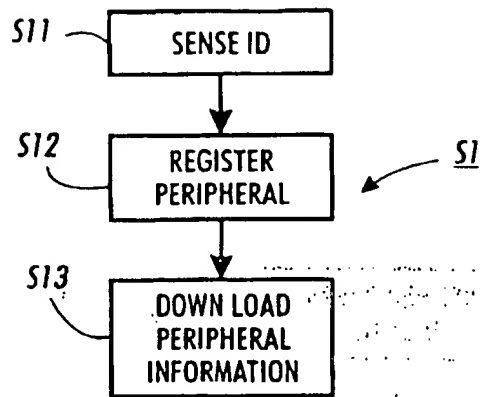 S11
SENSE ID
S12
REGISTER
PERIPHERAL
S1
S13
DOWN LOAD
PERIPHERAL
INFORMATION